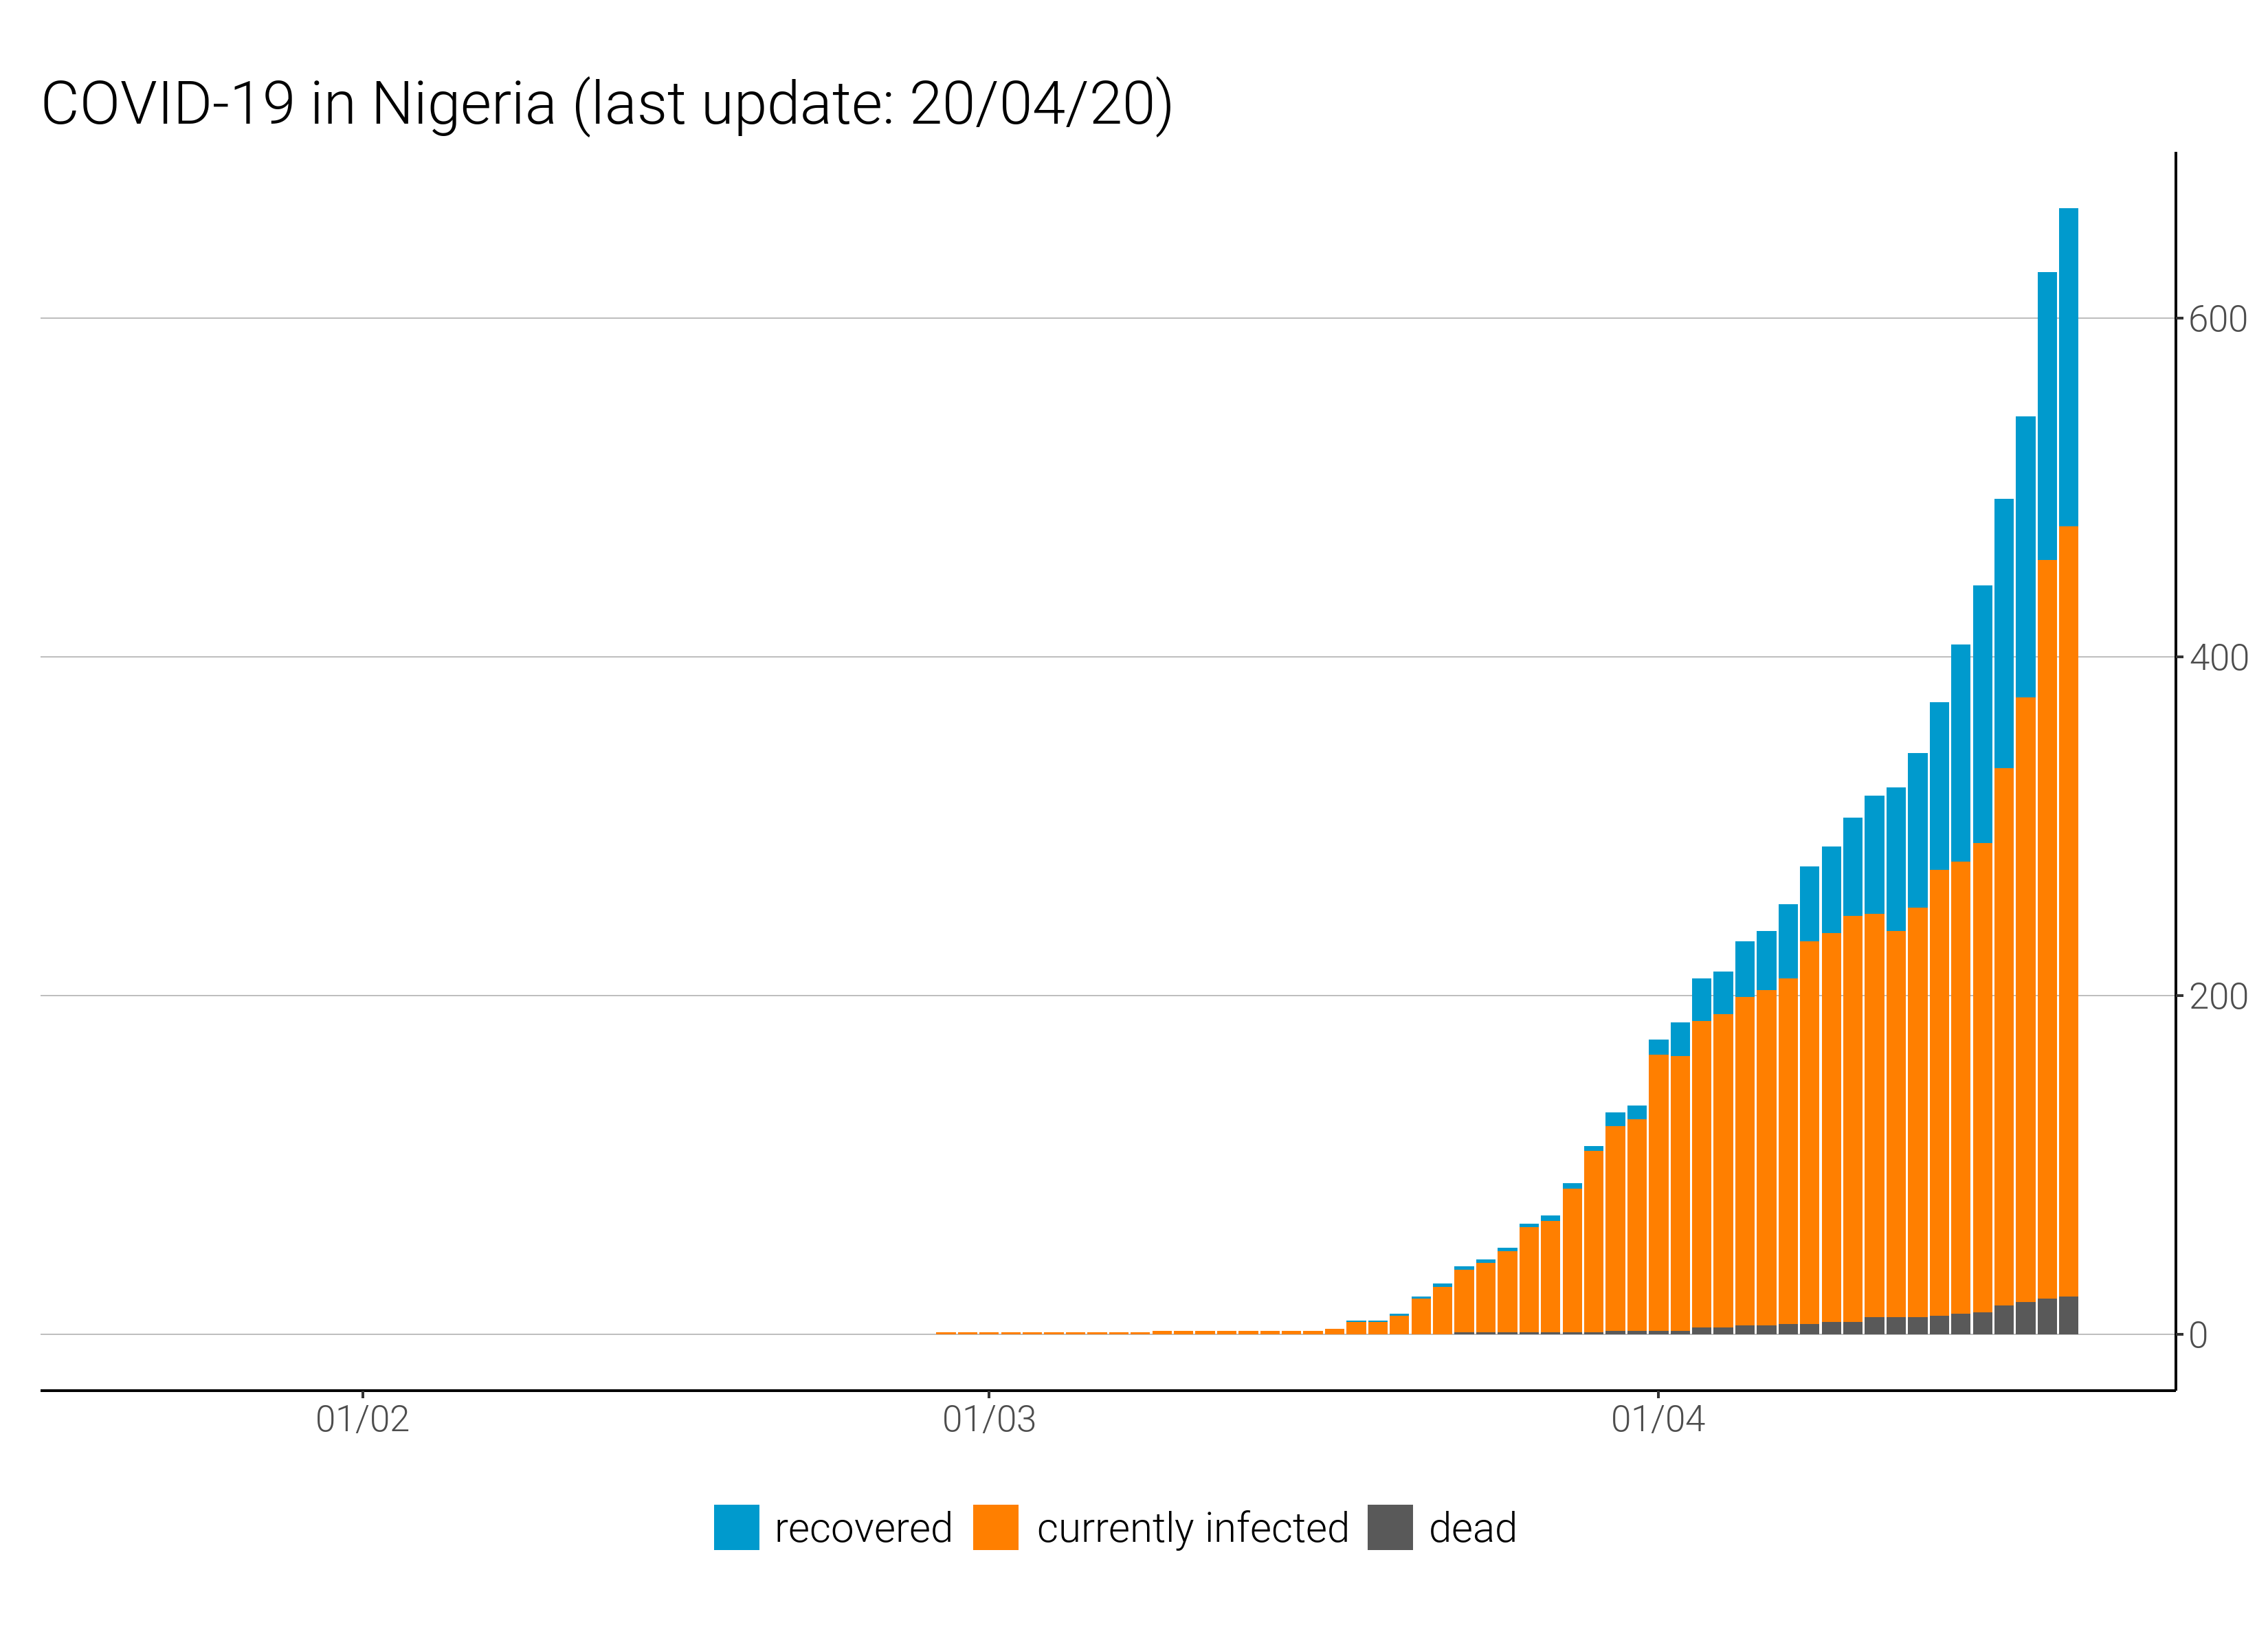 COVID-19 in Nigeria (last update: 20/04/20)
600
400
200
0
01/02 01/03 01/04
recovered currently infected dead